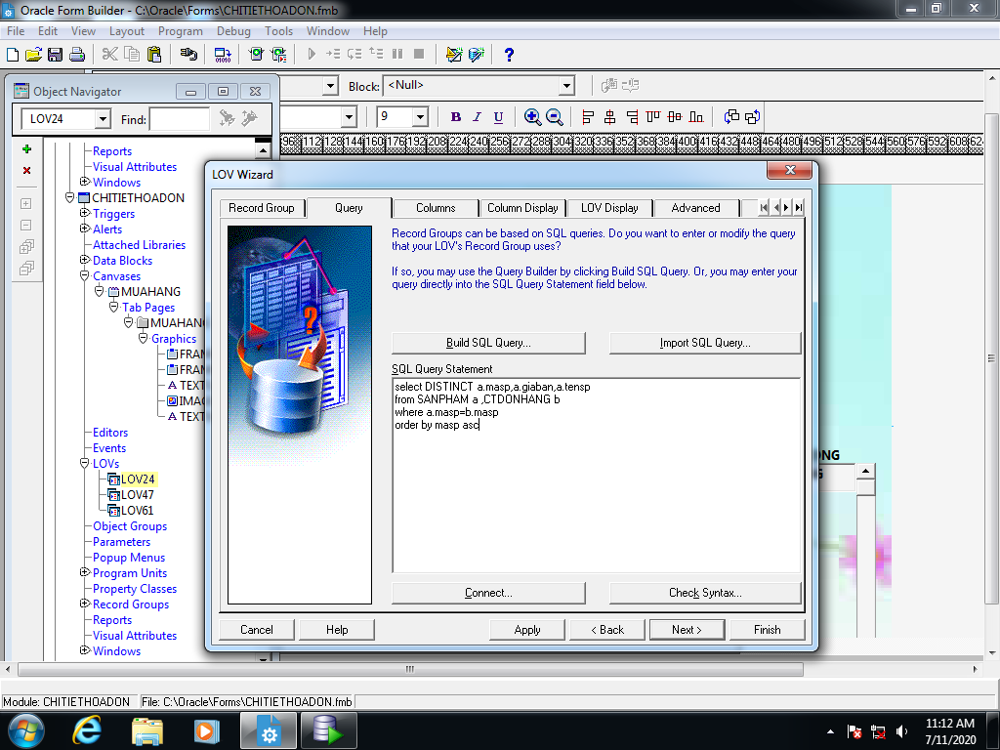 Oracle Form Builder - C:\Oracle\Forms\CHITIETHOADON.fmb
File Edit View Layout Program Debug Tools Window Help
Block: <Null>
Object Navigator
LOV24 Find:
9 B I U
960 112 128 144 160 176 192 208 224 240 256 272 288 304 320 336 352 368 384 400 416 432 448 464 480 496 512 528 544 560 576 592 608 624
Reports
Visual Attributes
Windows
CHITIETHOADON
Triggers
Alerts
Attached Libraries
Data Blocks
Canvases
MUAHANG
Tab Pages
MUAHANG
Graphics
FRAM
FRAM
TEXT
IMAG
TEXT
Editors
Events
LOVs
LOV24
LOV47
LOV61
Object Groups
Parameters
Popup Menus
Program Units
Property Classes
Record Groups
Reports
Visual Attributes
Windows
LOV Wizard
Record Group Query Columns Column Display LOV Display Advanced
Record Groups can be based on SQL queries. Do you want to enter or modify the query
that your LOV's Record Group uses?
If so, you may use the Query Builder by clicking Build SQL Query. Or, you may enter your
query directly into the SQL Query Statement field below.
Build SQL Query... Import SQL Query...
SQL Query Statement
select DISTINCT a.masp,a.giaban,a.tensp
from SANPHAM a ,CTDONHANG b
where a.masp=b.masp
order by masp asc
Connect... Check Syntax...
Cancel Help Apply < Back Next > Finish
ONG
G
Module: CHITIETHOADON File: C:\Oracle\Forms\CHITIETHOADON.fmb
11:12 AM
7/11/2020